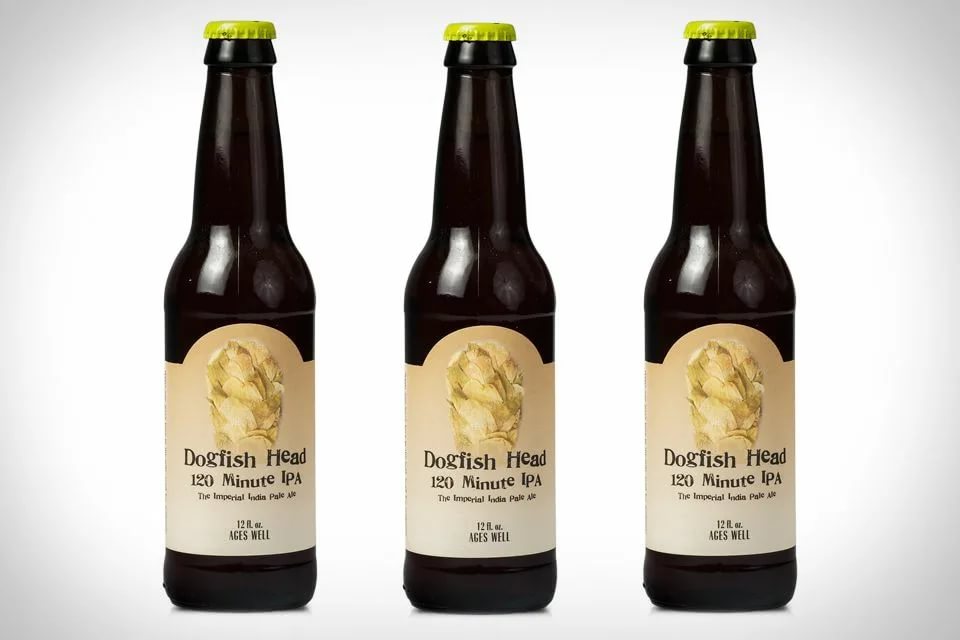 Dogfish Head
120 Minute IPA
The Imperial India Pale Ale
12 fl. oz.
AGES WELL
Dogfish Head
120 Minute IPA
The Imperial India Pale Ale
12 fl. oz.
AGES WELL
Dogfish Head
120 Minute IPA
The Imperial India Pale Ale
12 fl. oz.
AGES WELL